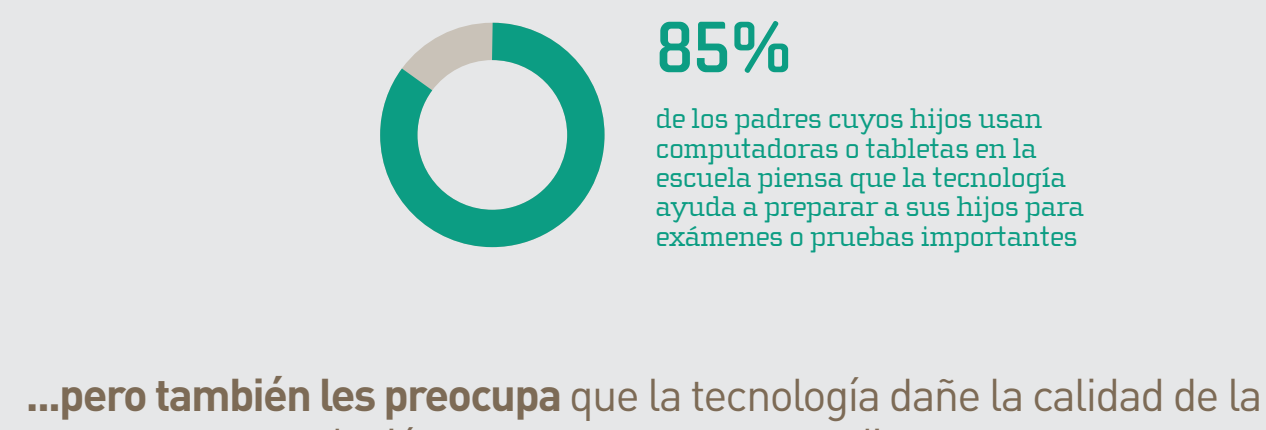 85%
de los padres cuyos hijos usan
computadoras o tabletas en la
escuela piensa que la tecnología
ayuda a preparar a sus hijos para
exámenes o pruebas importantes
...pero también les preocupa que la tecnología dañe la calidad de la